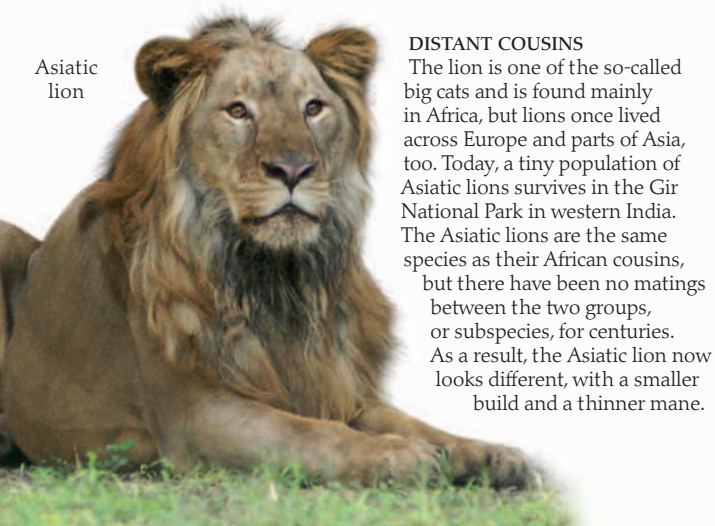 Asiatic
lion
DISTANT COUSINS
The lion is one of the so-called
big cats and is found mainly
in Africa, but lions once lived
across Europe and parts of Asia,
too. Today, a tiny population of
Asiatic lions survives in the Gir
National Park in western India.
The Asiatic lions are the same
species as their African cousins,
but there have been no matings
between the two groups,
or subspecies, for centuries.
As a result, the Asiatic lion now
looks different, with a smaller
build and a thinner mane.